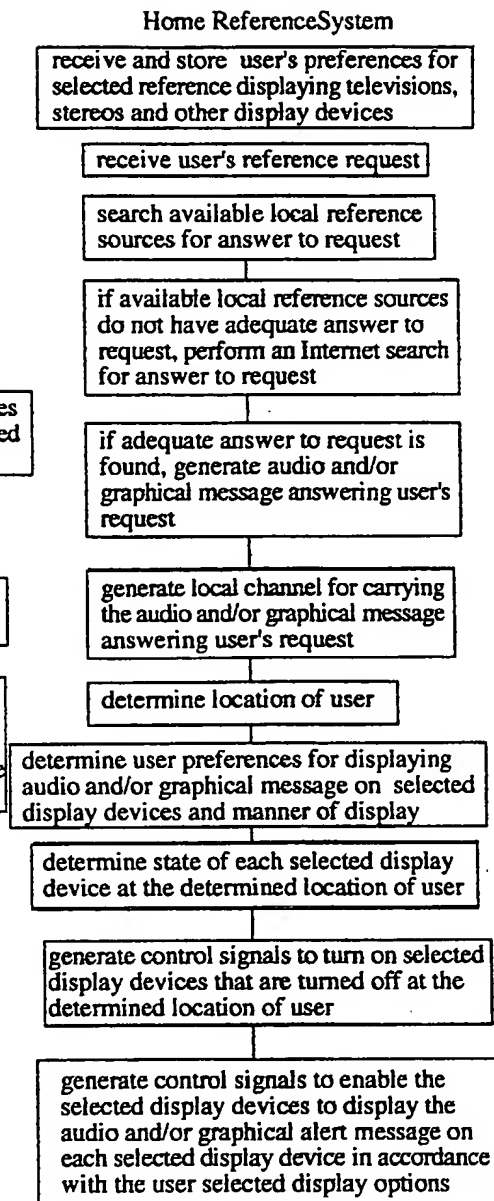 Home ReferenceSystem
receive and store user's preferences for
selected reference displaying televisions,
stereos and other display devices
receive user's reference request
search available local reference
sources for answer to request
if available local reference sources
do not have adequate answer to
request, perform an Internet search
for answer to request
if adequate answer to request is
found, generate audio and/or
graphical message answering user's
request
generate local channel for carrying
the audio and/or graphical message
answering user's request
determine location of user
determine user preferences for displaying
audio and/or graphical message on selected
display devices and manner of display
determine state of each selected display
device at the determined location of user
generate control signals to turn on selected
display devices that are turned off at the
determined location of user
generate control signals to enable the
selected display devices to display the
audio and/or graphical alert message on
each selected display device in accordance
with the user selected display options